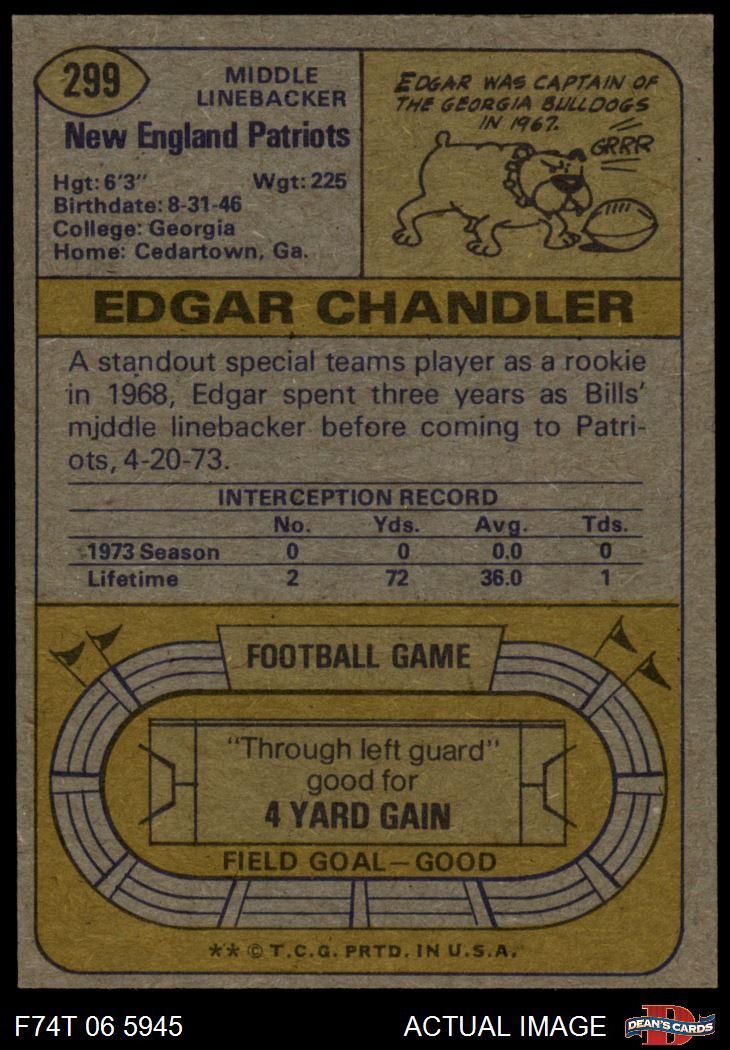 299
MIDDLE
LINEBACKER
New England Patriots
Hgt: 6'3" Wgt: 225
Birthdate: 8-31-46
College: Georgia
Home: Cedartown, Ga.
EDGAR WAS CAPTAIN OF
THE GEORGIA BULLDOGS
IN 1967.
GRRR
EDGAR CHANDLER
A standout special teams player as a rookie
in 1968, Edgar spent three years as Bills'
middle linebacker before coming to Patri-
ots, 4-20-73.
INTERCEPTION RECORD
No. Yds. Avg. Tds.
1973 Season 0 0 0.0 0
Lifetime 2 72 36.0 1
FOOTBALL GAME
"Through left guard"
good for
4 YARD GAIN
FIELD GOAL—GOOD
** © T.C.G. PRTD. IN U.S.A.
F74T 06 5945 ACTUAL IMAGE
D
DEAN'S CARDS